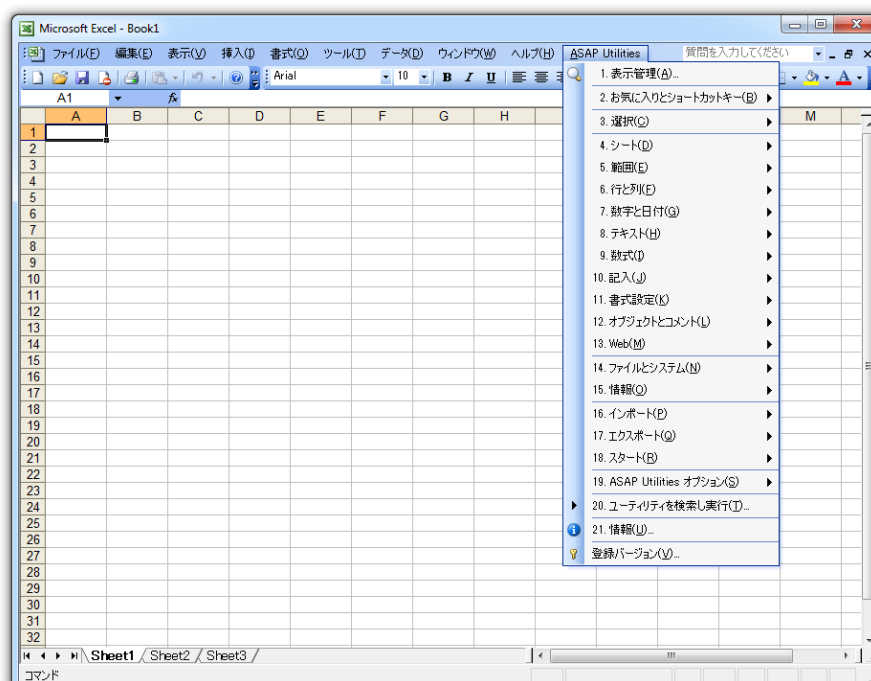 Microsoft Excel - Book1
ファイル(F) 編集(E) 表示(V) 挿入(I) 書式(O) ツール(T) データ(D) ウィンドウ(W) ヘルプ(H) ASAP Utilities 質問を入力してください
Arial 10 B I U A
A1 fx
A B C D E F G H M
1
2
3
4
5
6
7
8
9
10
11
12
13
14
15
16
17
18
19
20
21
22
23
24
25
26
27
28
29
30
31
32
1. 表示管理(A)...
2. お気に入りとショートカットキー(B)
3. 選択(C)
4. シート(D)
5. 範囲(E)
6. 行と列(F)
7. 数字と日付(G)
8. テキスト(H)
9. 数式(I)
10. 記入(J)
11. 書式設定(K)
12. オブジェクトとコメント(L)
13. Web(M)
14. ファイルとシステム(N)
15. 情報(O)
16. インポート(P)
17. エクスポート(Q)
18. スタート(R)
19. ASAP Utilities オプション(S)
20. ユーティリティを検索し実行(T)...
21. 情報(U)...
登録バージョン(V)...
Sheet1 Sheet2 Sheet3
コマンド